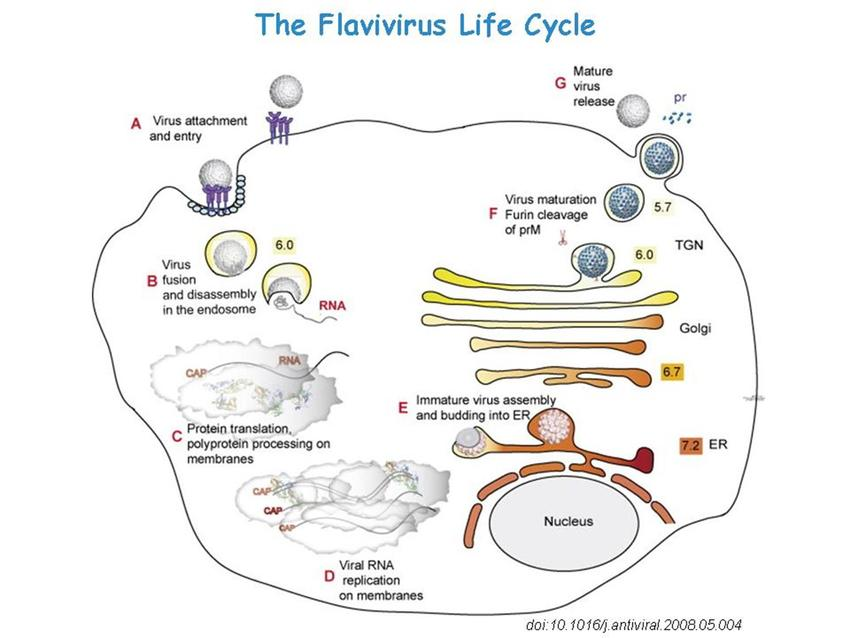 The Flavivirus Life Cycle
A Virus attachment
and entry
G Mature
virus
release
pr
B Virus
fusion
and disassembly
in the endosome
6.0
RNA
F Virus maturation
Furin cleavage
of prM
5.7
6.0
TGN
Golgi
6.7
CAP
RNA
C Protein translation,
polyprotein processing on
membranes
E Immature virus assembly
and budding into ER
7.2 ER
CAP
CAP
CAP
Nucleus
D Viral RNA
replication
on membranes
doi:10.1016/j.antiviral.2008.05.004